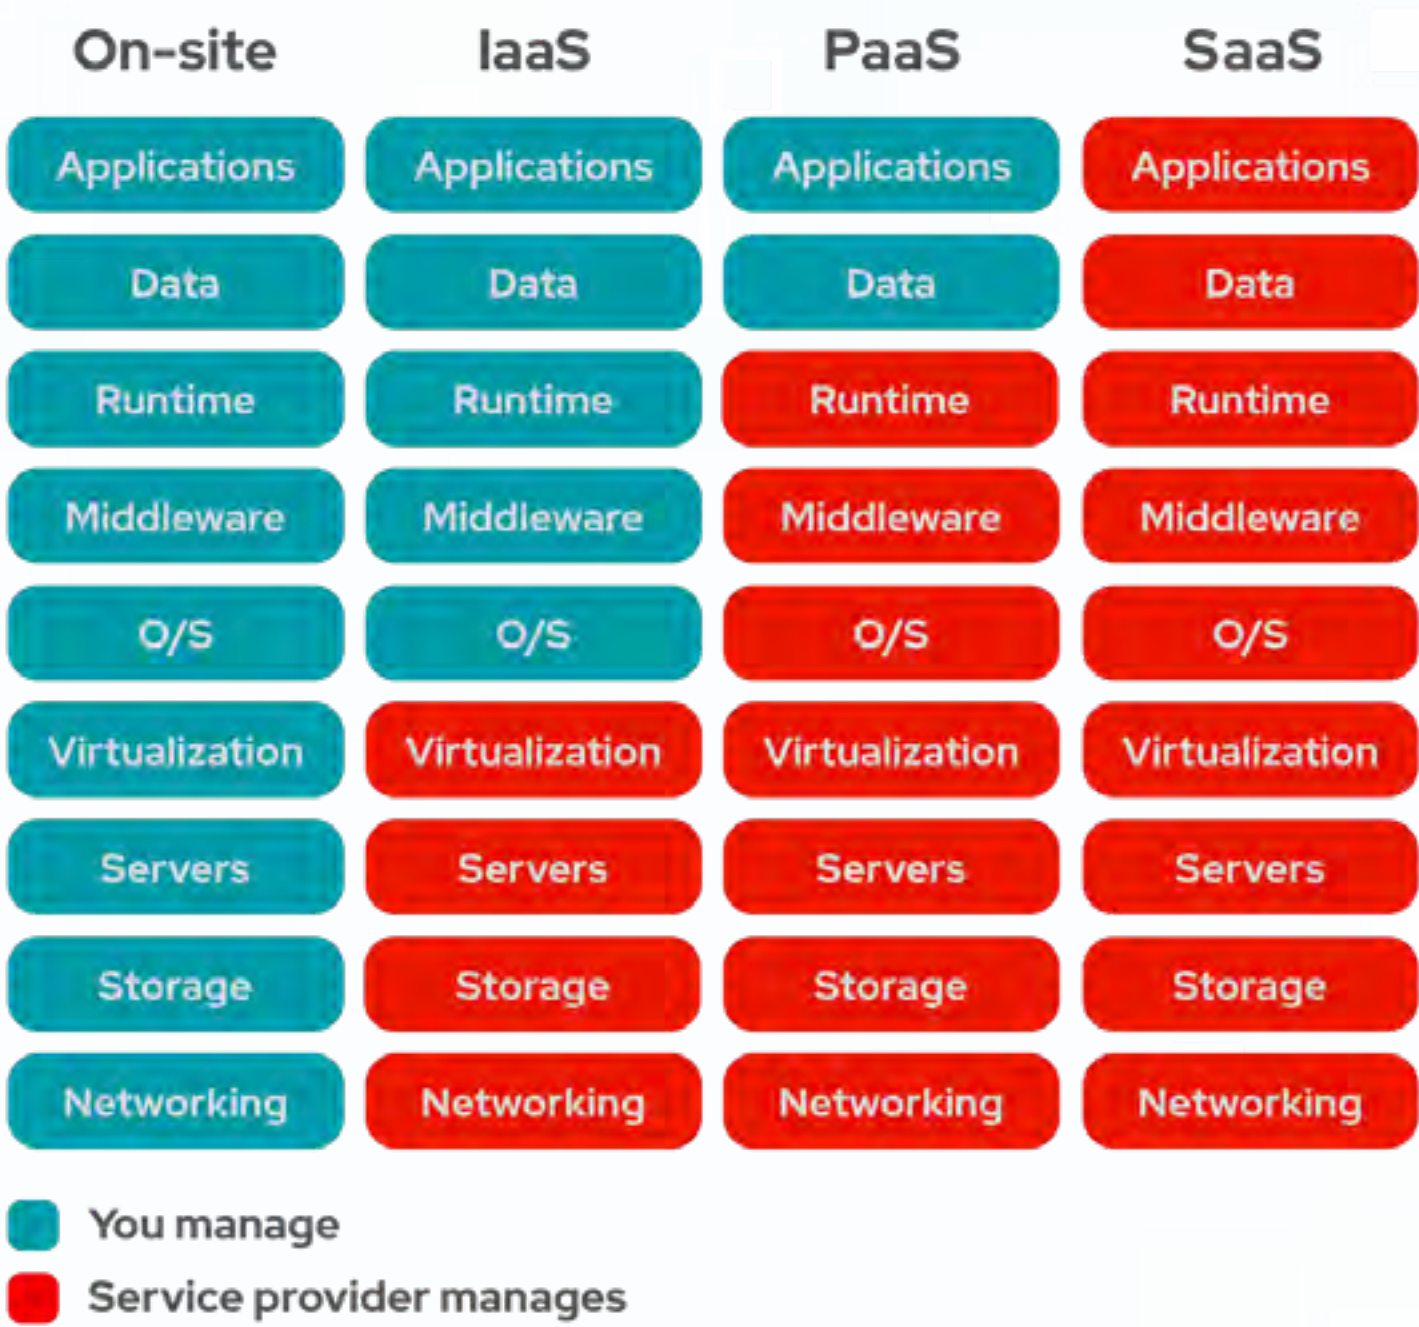 On-site IaaS PaaS SaaS
Applications Applications Applications Applications
Data Data Data Data
Runtime Runtime Runtime Runtime
Middleware Middleware Middleware Middleware
O/S O/S O/S O/S
Virtualization Virtualization Virtualization Virtualization
Servers Servers Servers Servers
Storage Storage Storage Storage
Networking Networking Networking Networking
You manage
Service provider manages